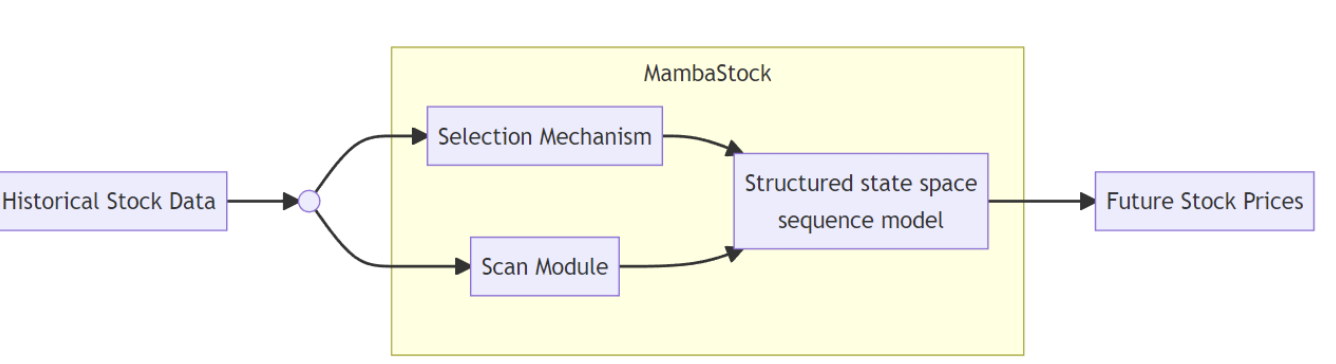 MambaStock
Historical Stock Data
Selection Mechanism
Scan Module
Structured state space
sequence model
Future Stock Prices